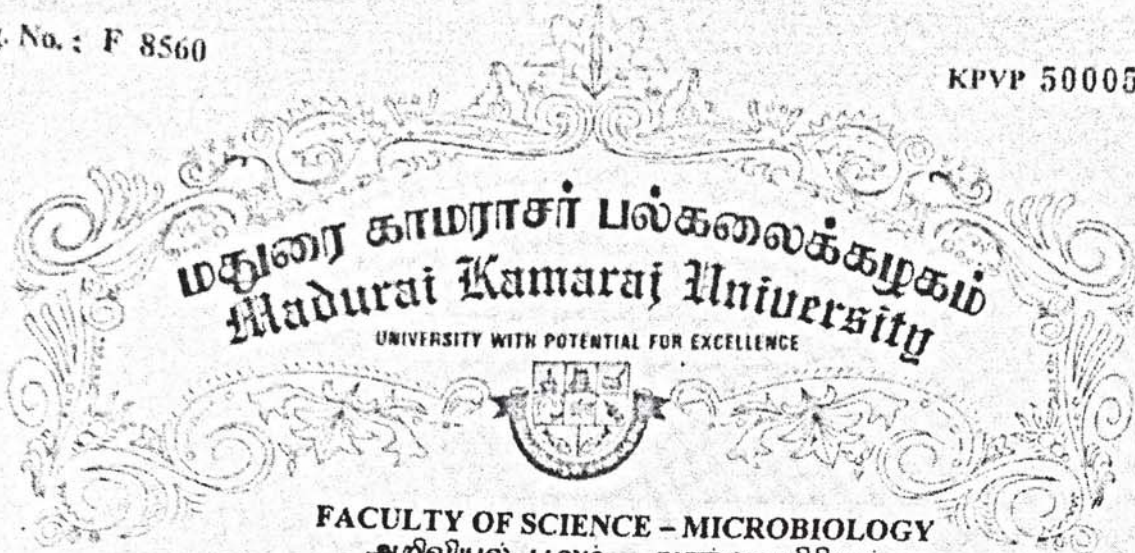 . No. : F 8560
KPVP 50005
மதுரை காமராசர் பல்கலைக்கழகம்
Madurai Kamaraj University
UNIVERSITY WITH POTENTIAL FOR EXCELLENCE
FACULTY OF SCIENCE – MICROBIOLOGY